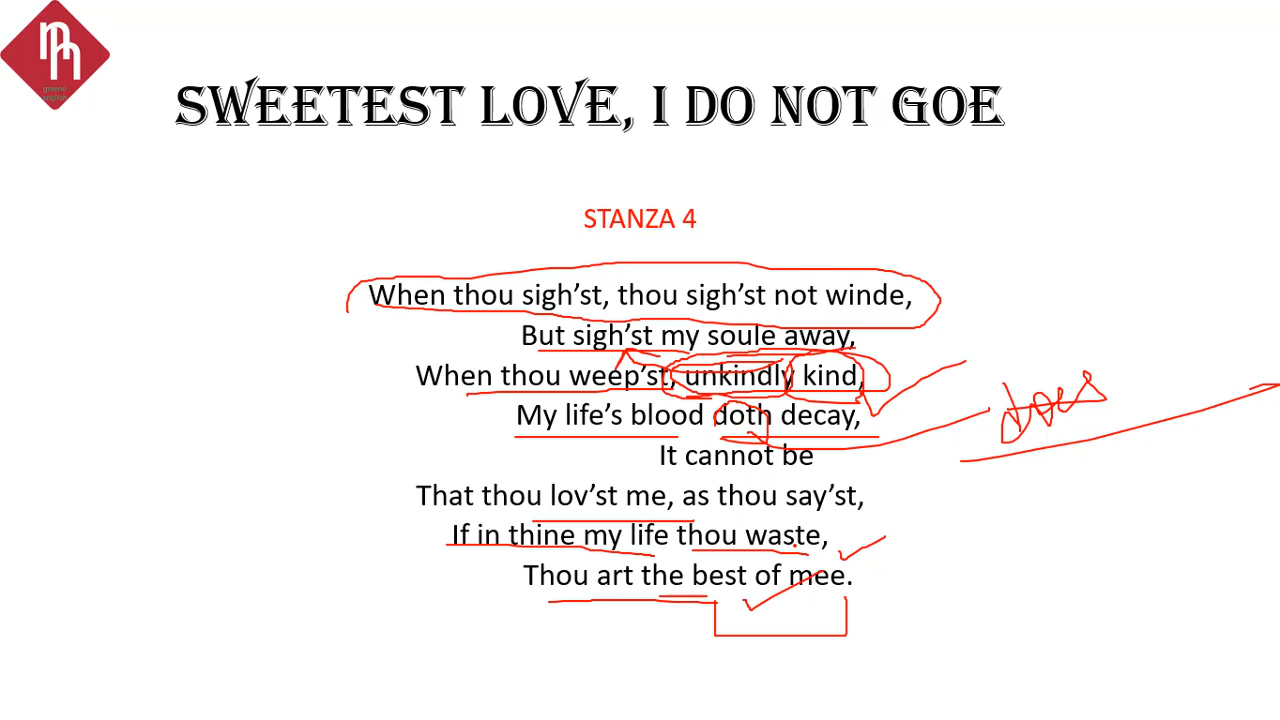 greene
english
SWEETEST LOVE, I DO NOT GOE
STANZA 4
When thou sigh’st, thou sigh’st not winde,
But sigh’st my soule away,
When thou weep’st, unkindly kind,
My life’s blood doth decay,
does
It cannot be
That thou lov’st me, as thou say’st,
If in thine my life thou waste,
Thou art the best of mee.